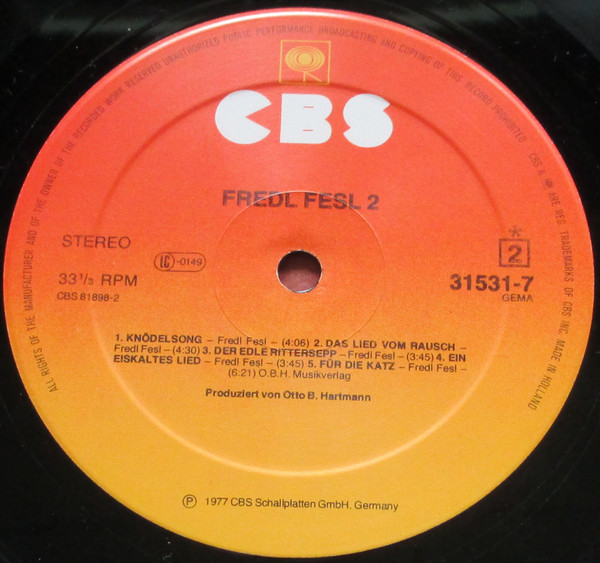 ALL RIGHTS OF THE MANUFACTURER AND OF THE OWNER OF THE RECORDED WORK RESERVED UNAUTHORIZED PUBLIC PERFORMANCE BROADCASTING AND COPYING OF THIS RECORD PROHIBITED CBS & ARE REG. TRADEMARKS OF CBS INC. MADE IN HOLLAND
CBS
FREDL FESL 2
STEREO
LC -0149
*
2
33⅓ RPM
31531-7
CBS 81898-2
GEMA
1. KNÖDELSONG – Fredl Fesl – (4:06) 2. DAS LIED VOM RAUSCH –
Fredl Fesl – (4:30) 3. DER EDLE RITTERSEPP – Fredl Fesl – (3:45) 4. EIN
EISKALTES LIED – Fredl Fesl – (3:45) 5. FÜR DIE KATZ – Fredl Fesl –
(6:21) O.B.H. Musikverlag
Produziert von Otto B. Hartmann
Ⓟ 1977 CBS Schallplatten GmbH. Germany